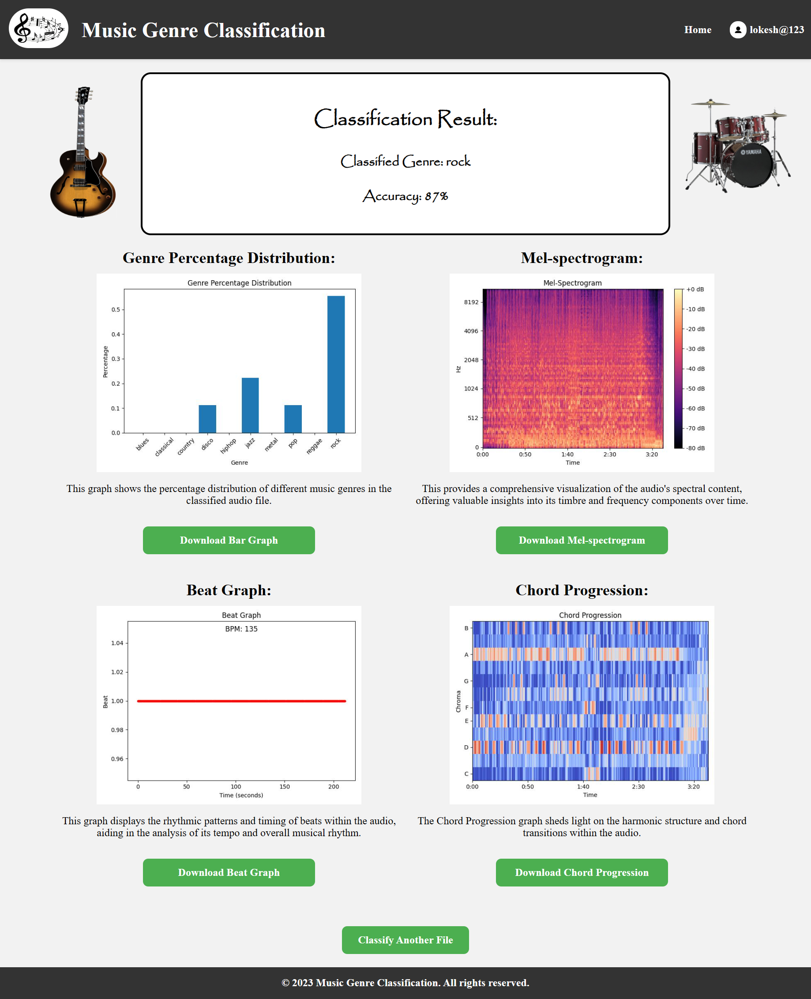 Music Genre Classification
Home
lokesh@123
Classification Result:
Classified Genre: rock
Accuracy: 87%
YAMAHA
Genre Percentage Distribution:
Genre Percentage Distribution
0.5
0.4
0.3
0.2
0.1
0.0
Percentage
blues
classical
country
disco
hiphop
jazz
metal
pop
reggae
rock
Genre
This graph shows the percentage distribution of different music genres in the
classified audio file.
Download Bar Graph
Mel-spectrogram:
Mel-Spectrogram
8192
4096
2048
1024
512
0
Hz
0:00
0:50
1:40
2:30
3:20
Time
+0 dB
-10 dB
-20 dB
-30 dB
-40 dB
-50 dB
-60 dB
-70 dB
-80 dB
This provides a comprehensive visualization of the audio's spectral content,
offering valuable insights into its timbre and frequency components over time.
Download Mel-spectrogram
Beat Graph:
Beat Graph
BPM: 135
1.04
1.02
1.00
0.98
0.96
Beat
0
50
100
150
200
Time (seconds)
This graph displays the rhythmic patterns and timing of beats within the audio,
aiding in the analysis of its tempo and overall musical rhythm.
Download Beat Graph
Chord Progression:
Chord Progression
B
A
G
F
E
D
C
Chroma
0:00
0:50
1:40
2:30
3:20
Time
The Chord Progression graph sheds light on the harmonic structure and chord
transitions within the audio.
Download Chord Progression
Classify Another File
© 2023 Music Genre Classification. All rights reserved.